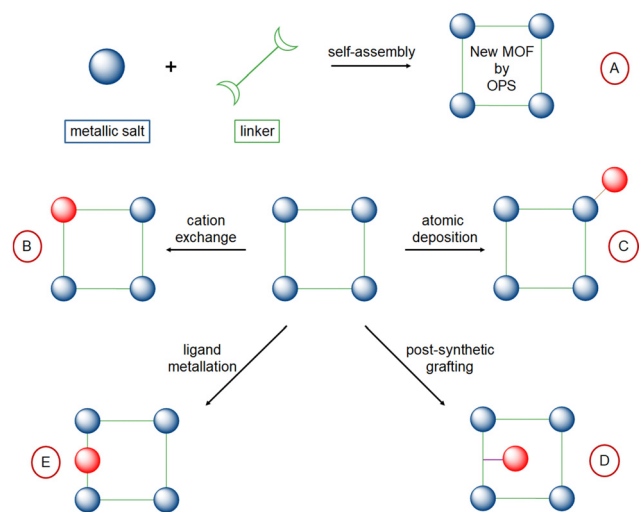 self-assembly
New MOF
by
OPS
A
+
metallic salt
linker
B
cation
exchange
atomic
deposition
C
ligand
metallation
post-synthetic
grafting
E
D